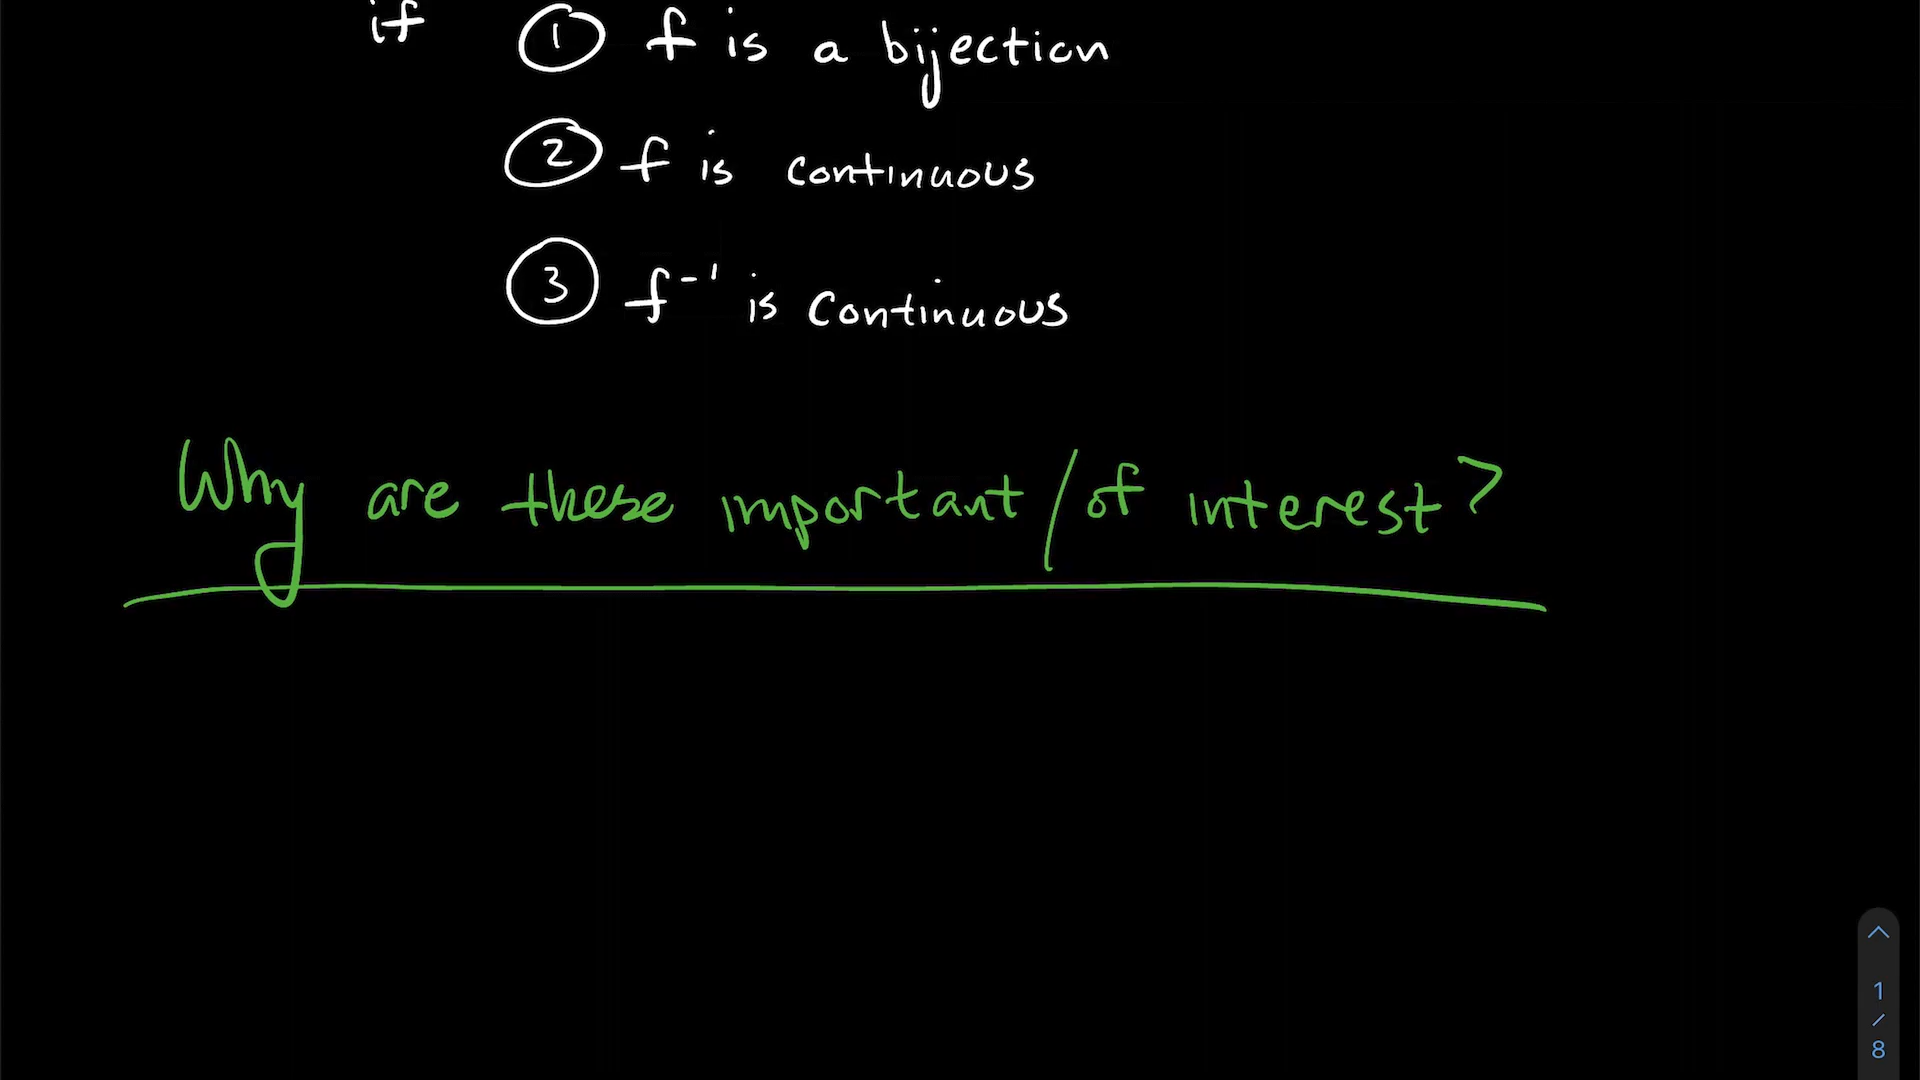 if ① f is a bijection
② f is continuous
③ f⁻¹ is continuous
Why are these important / of interest?
1
/
8